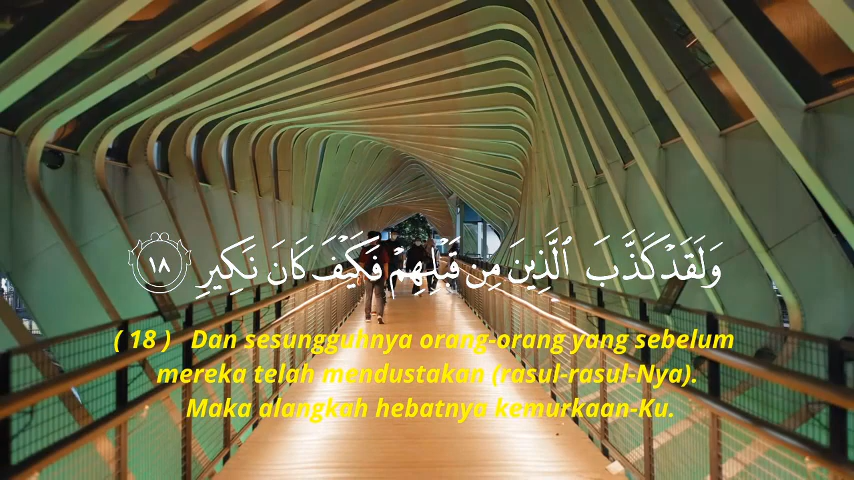 وَلَقَدْ كَذَّبَ ٱلَّذِينَ مِن قَبْلِهِمْ فَكَيْفَ كَانَ نَكِيرِ ١٨
( 18 ) Dan sesungguhnya orang-orang yang sebelum
mereka telah mendustakan (rasul-rasul-Nya).
Maka alangkah hebatnya kemurkaan-Ku.